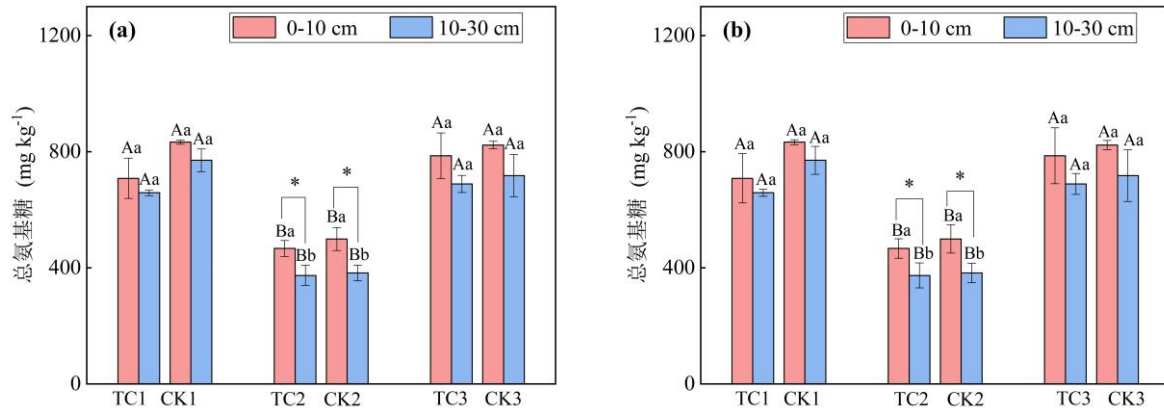 (a)
0-10 cm
10-30 cm
1200
800
400
0
总氨基糖 (mg kg⁻¹)
Aa
Aa
Aa
Aa
*
*
Ba
Bb
Ba
Bb
Aa
Aa
Aa
Aa
TC1 CK1 TC2 CK2 TC3 CK3
(b)
0-10 cm
10-30 cm
1200
800
400
0
总氨基糖 (mg kg⁻¹)
Aa
Aa
Aa
Aa
*
*
Ba
Bb
Ba
Bb
Aa
Aa
Aa
Aa
TC1 CK1 TC2 CK2 TC3 CK3